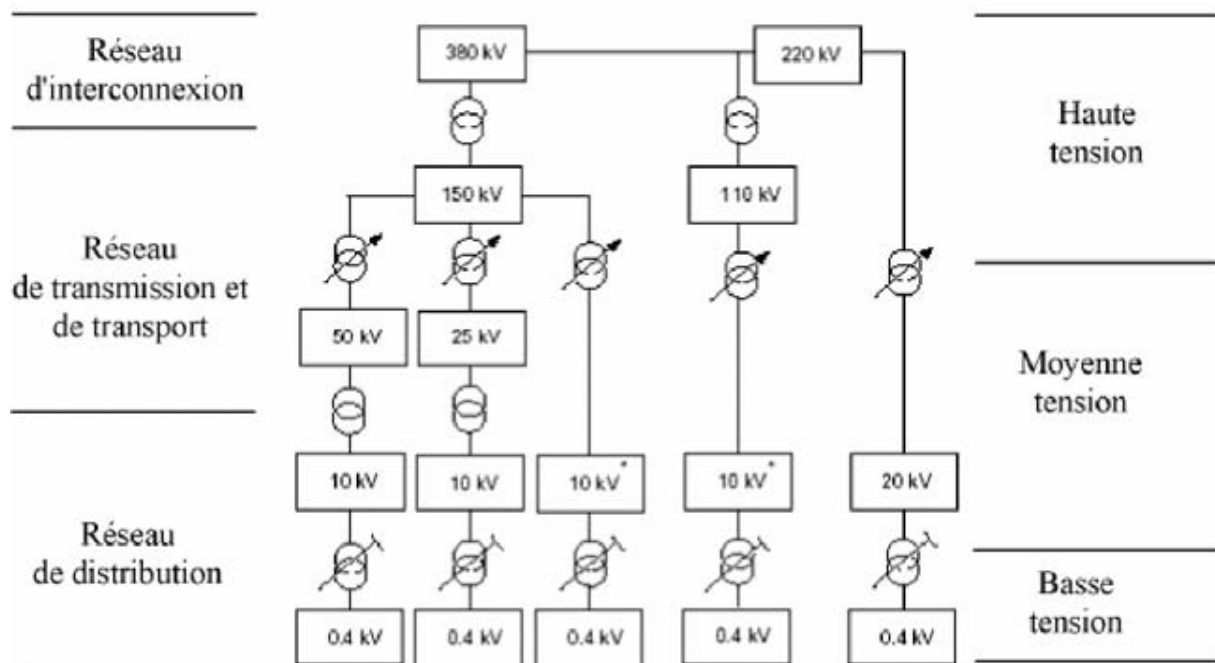 Réseau
d'interconnexion
380 kV
220 kV
Haute
tension
150 kV
110 kV
Réseau
de transmission et
de transport
50 kV
25 kV
Moyenne
tension
10 kV
10 kV
10 kV*
10 kV*
20 kV
Réseau
de distribution
Basse
tension
0.4 kV
0.4 kV
0.4 kV
0.4 kV
0.4 kV